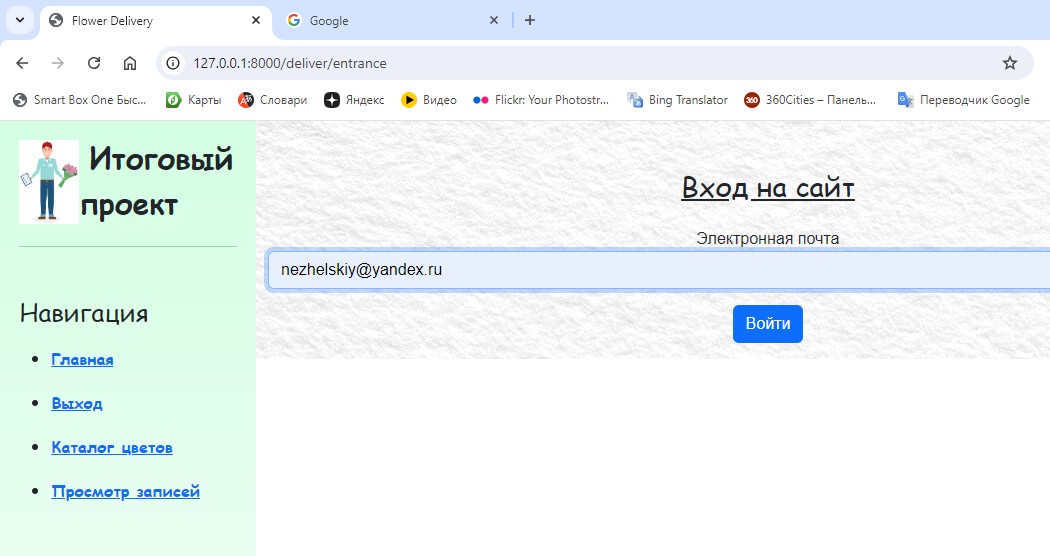 Flower Delivery
Google
127.0.0.1:8000/deliver/entrance
Smart Box One Быс...
Карты
Словари
Яндекс
Видео
Flickr: Your Photostr...
Bing Translator
360
360Cities – Панель...
Переводчик Google
Итоговый
проект
Навигация
Главная
Выход
Каталог цветов
Просмотр записей
Вход на сайт
Электронная почта
nezhelskiy@yandex.ru
Войти